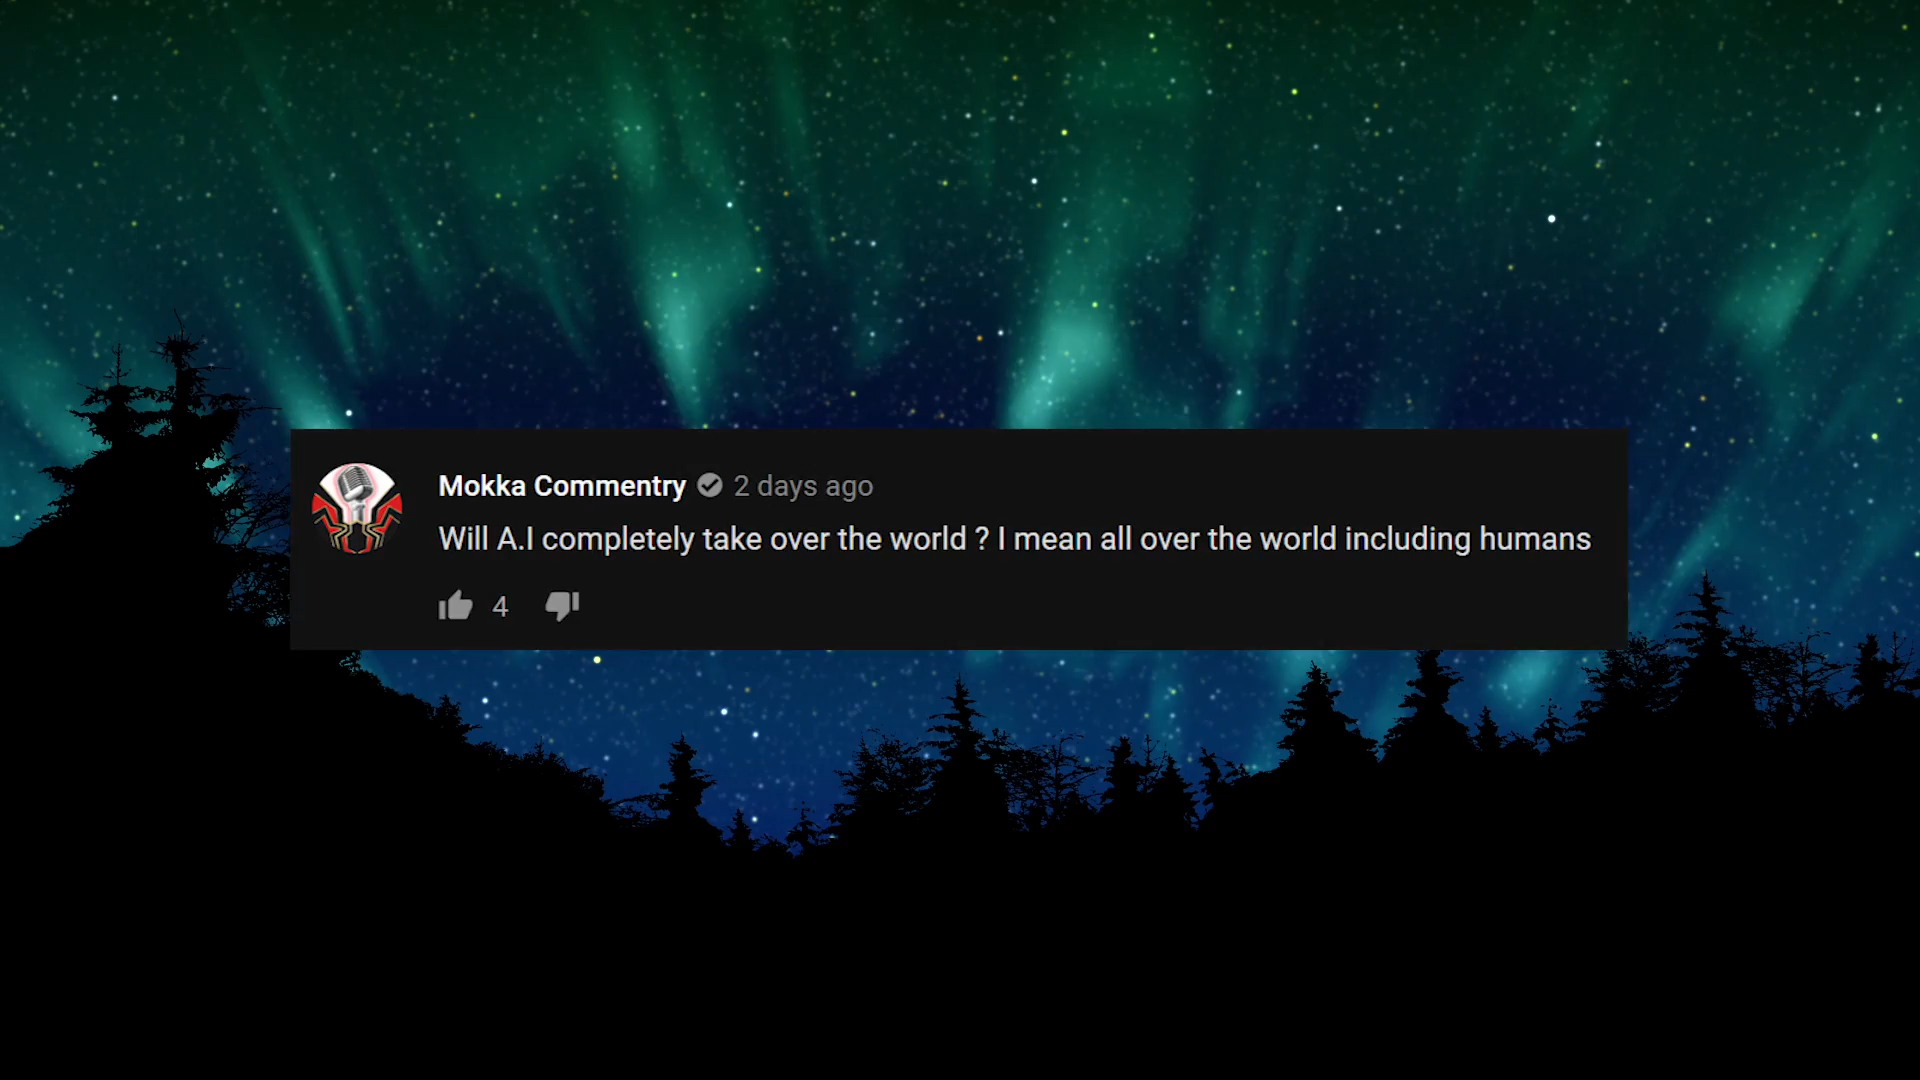 Mokka Commentry 2 days ago
Will A.I completely take over the world ? I mean all over the world including humans
4